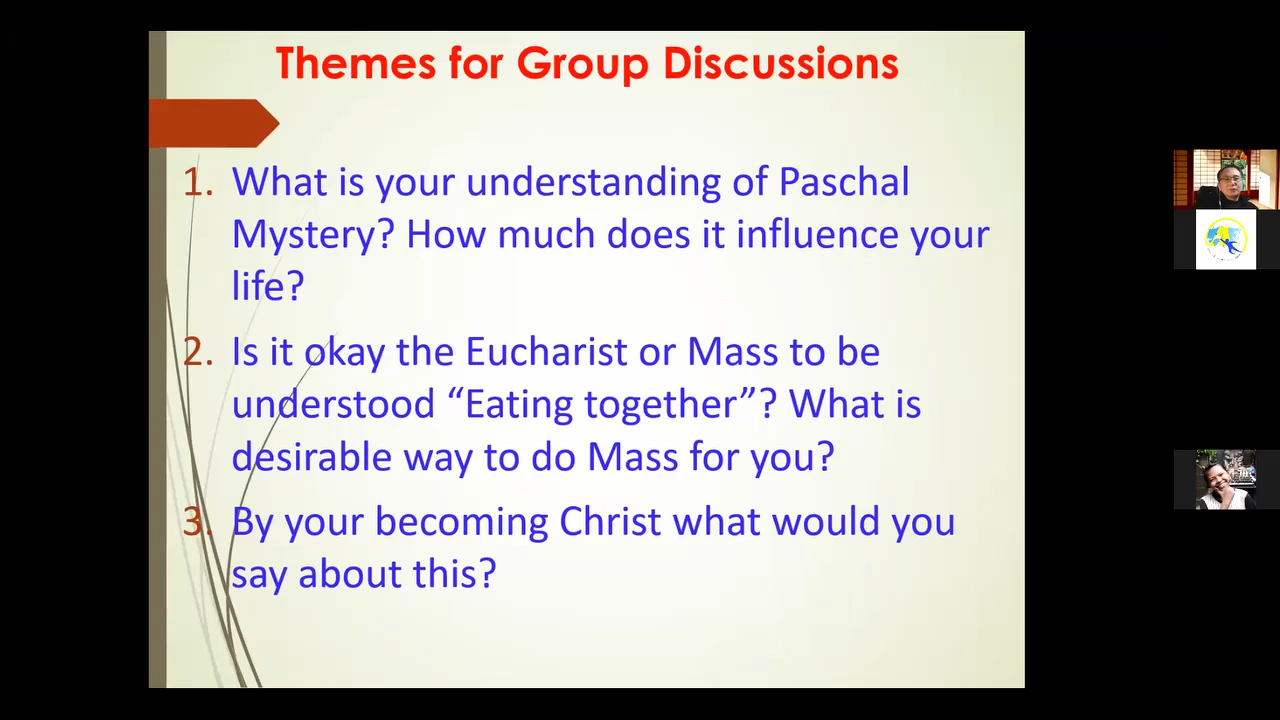 Themes for Group Discussions
1. What is your understanding of Paschal
Mystery? How much does it influence your
life?
2. Is it okay the Eucharist or Mass to be
understood “Eating together”? What is
desirable way to do Mass for you?
3. By your becoming Christ what would you
say about this?